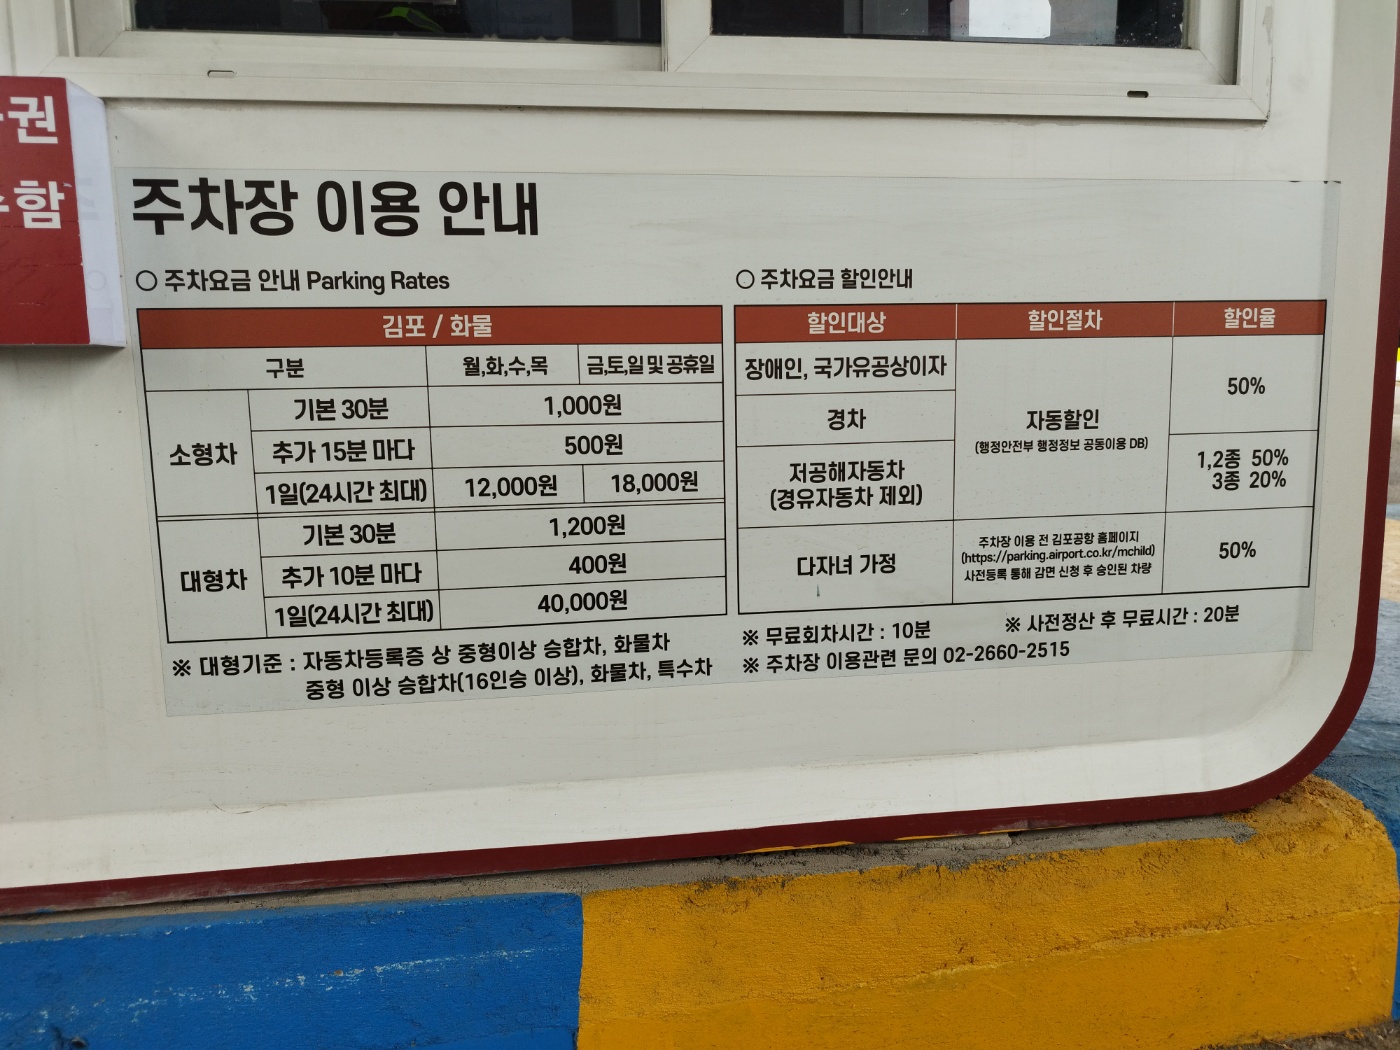 권
함
주차장 이용 안내
○ 주차요금 안내 Parking Rates
김포 / 화물
구분 월,화,수,목 금,토,일 및 공휴일
소형차
기본 30분 1,000원
추가 15분 마다 500원
1일(24시간 최대) 12,000원 18,000원
대형차
기본 30분 1,200원
추가 10분 마다 400원
1일(24시간 최대) 40,000원
※ 대형기준 : 자동차등록증 상 중형이상 승합차, 화물차
중형 이상 승합차(16인승 이상), 화물차, 특수차
○ 주차요금 할인안내
할인대상 할인절차 할인율
장애인, 국가유공상이자
경차
자동할인
(행정안전부 행정정보 공동이용 DB)
50%
저공해자동차
(경유자동차 제외)
1,2종 50%
3종 20%
다자녀 가정
주차장 이용 전 김포공항 홈페이지
(https://parking.airport.co.kr/mchild)
사전등록 통해 감면 신청 후 승인된 차량
50%
※ 무료회차시간 : 10분 ※ 사전정산 후 무료시간 : 20분
※ 주차장 이용관련 문의 02-2660-2515